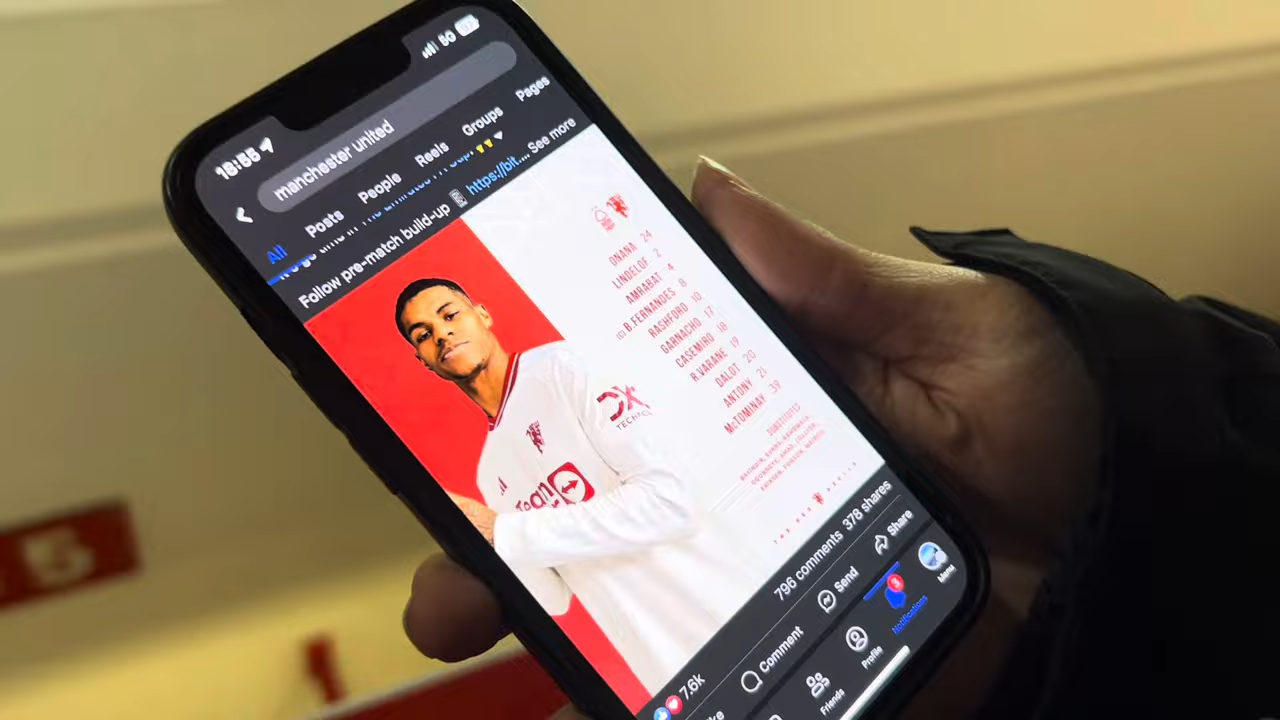 18:55
5G
manchester united
All Posts People Reels Groups Pages
Follow pre-match build-up https://bit.... See more
ONANA 24
LINDELOF 2
AMRABAT 4
(C) B.FERNANDES 8
RASHFORD 10
GARNACHO 17
CASEMIRO 18
R.VARANE 19
DALOT 20
ANTONY 21
McTOMINAY 39
SUBSTITUTES
DX
TECHNOL
Team
7.6k
796 comments 378 shares
Comment
Send
Share
Friends
Profile
Notifications
Menu